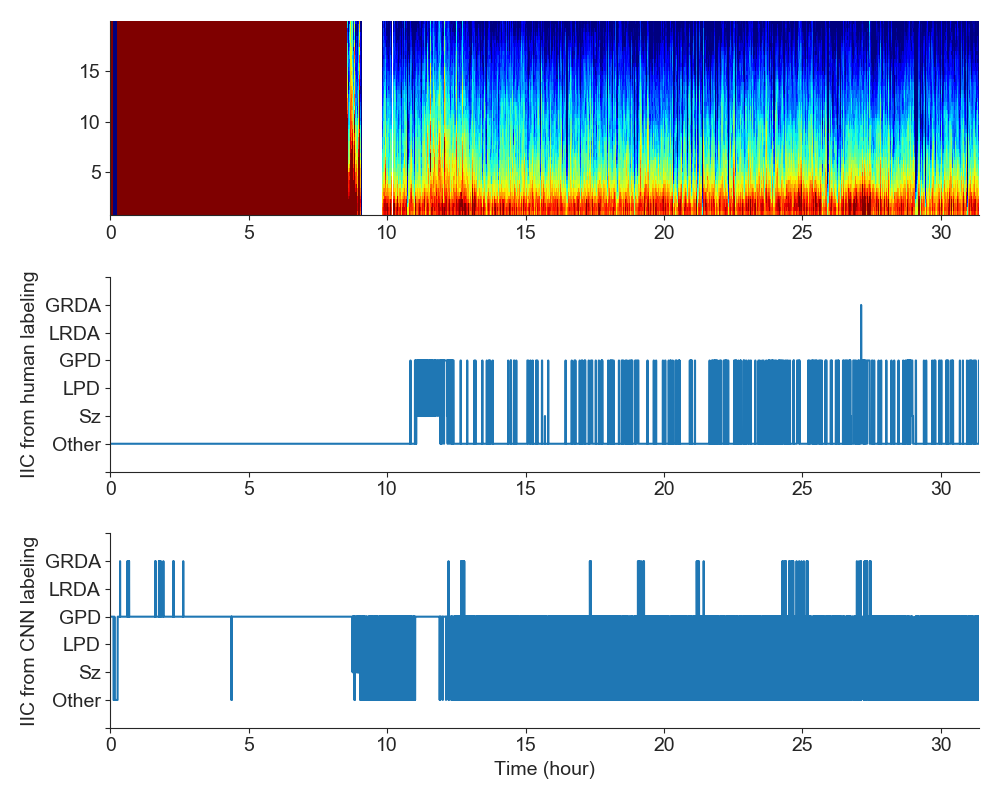 15
10
5
0 5 10 15 20 25 30
IIC from human labeling
GRDA
LRDA
GPD
LPD
Sz
Other
0 5 10 15 20 25 30
IIC from CNN labeling
GRDA
LRDA
GPD
LPD
Sz
Other
0 5 10 15 20 25 30
Time (hour)